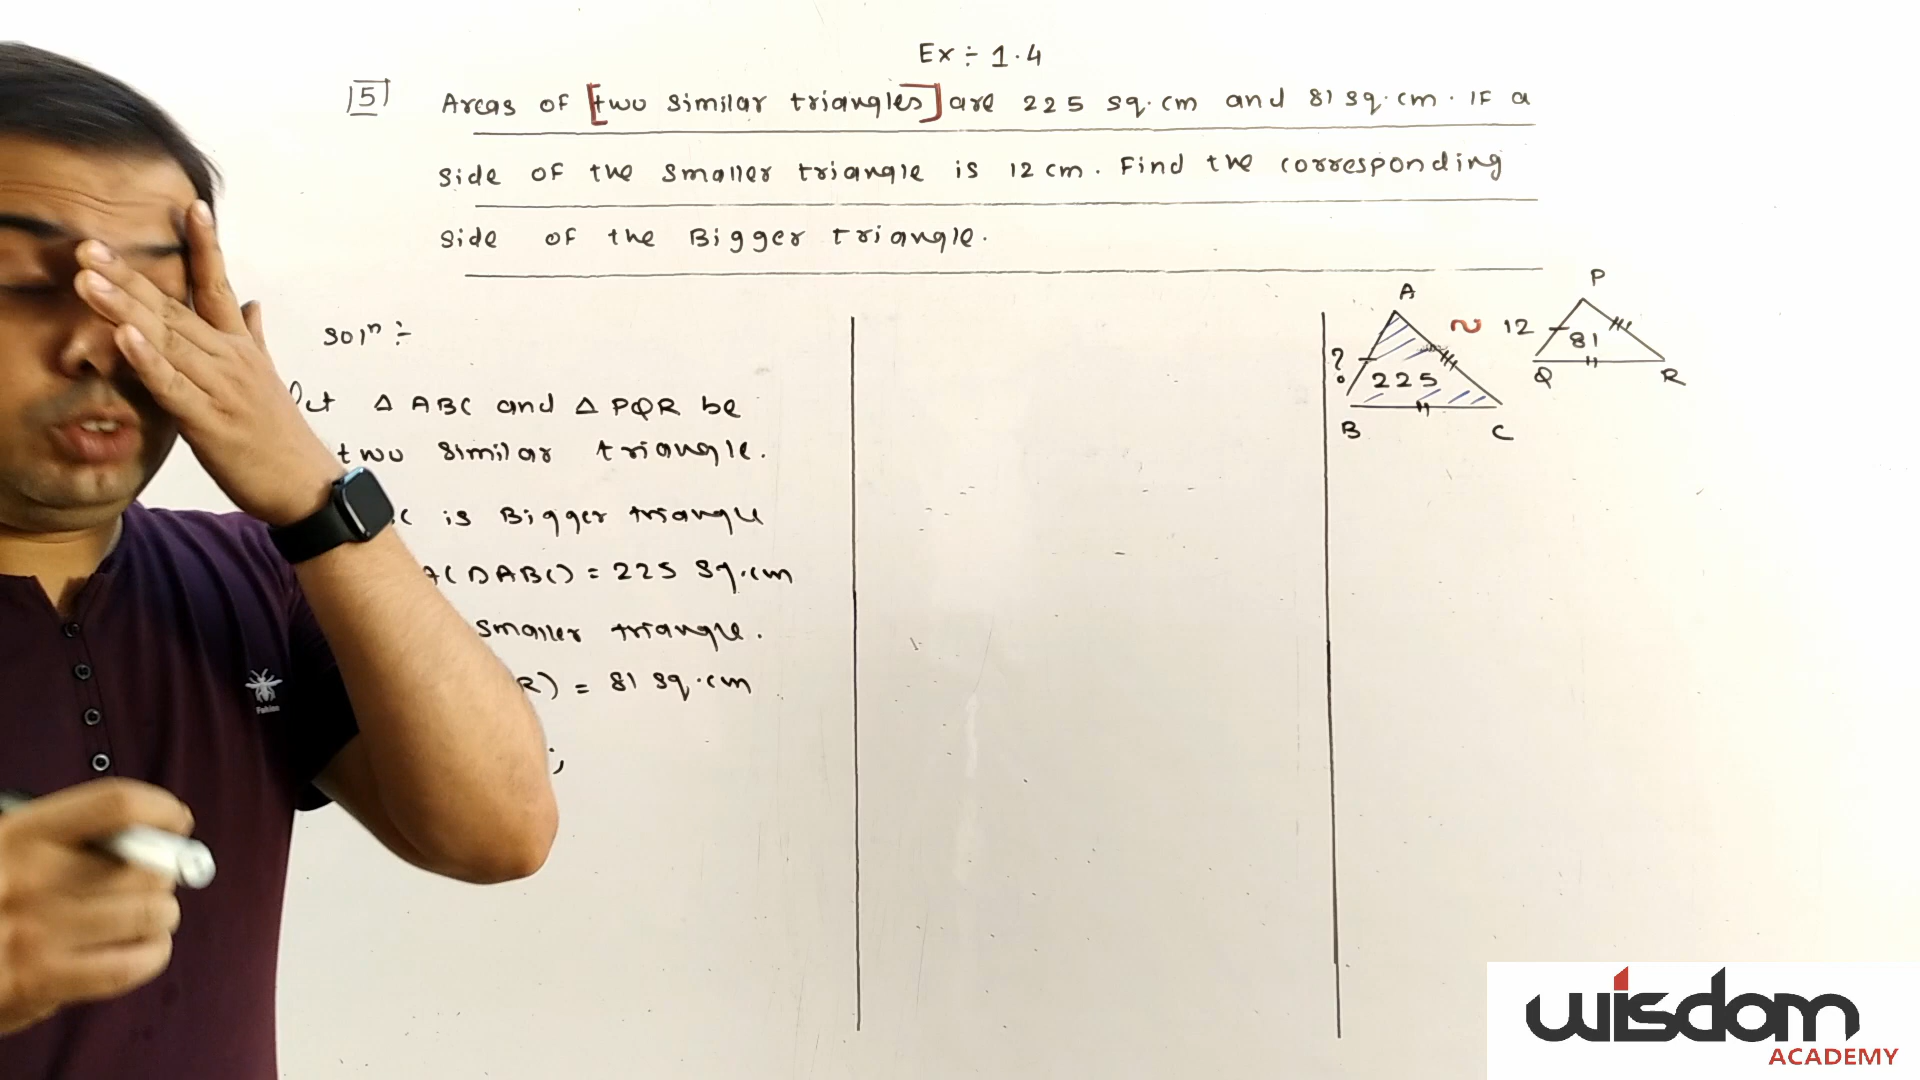 Ex ÷ 1.4
5 Areas of [two similar triangles] are 225 sq.cm and 81 sq.cm. IF a
side of the smaller triangle is 12 cm. Find the corresponding
side of the Bigger triangle.
Solⁿ ÷
let △ ABC and △ PQR be
two similar triangle.
is Bigger triangle
A(△ABC) = 225 sq.cm
smaller triangle.
R) = 81 sq.cm
;
P
A
~ 12
81
?
225
Q R
B C
Fehlen
wisdom
ACADEMY